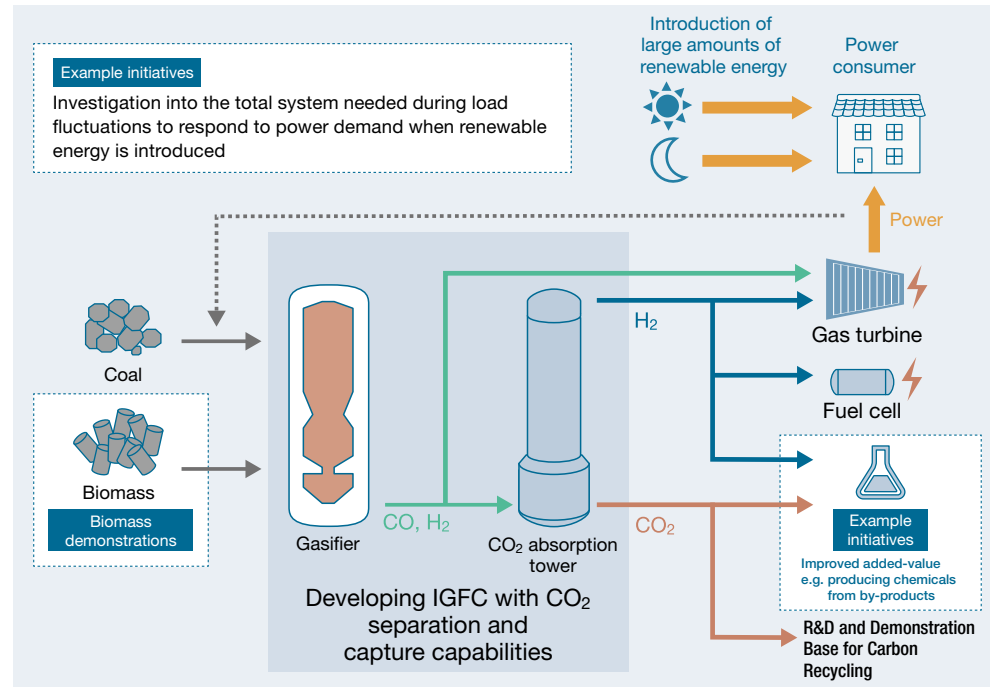 Example initiatives
Investigation into the total system needed during load
fluctuations to respond to power demand when renewable
energy is introduced
Introduction of
large amounts of
renewable energy
Power
consumer
Power
Coal
Biomass
Biomass
demonstrations
Gasifier
CO, H₂
CO₂ absorption
tower
Developing IGFC with CO₂
separation and
capture capabilities
H₂
CO₂
Gas turbine
Fuel cell
Example
initiatives
Improved added-value
e.g. producing chemicals
from by-products
R&D and Demonstration
Base for Carbon
Recycling